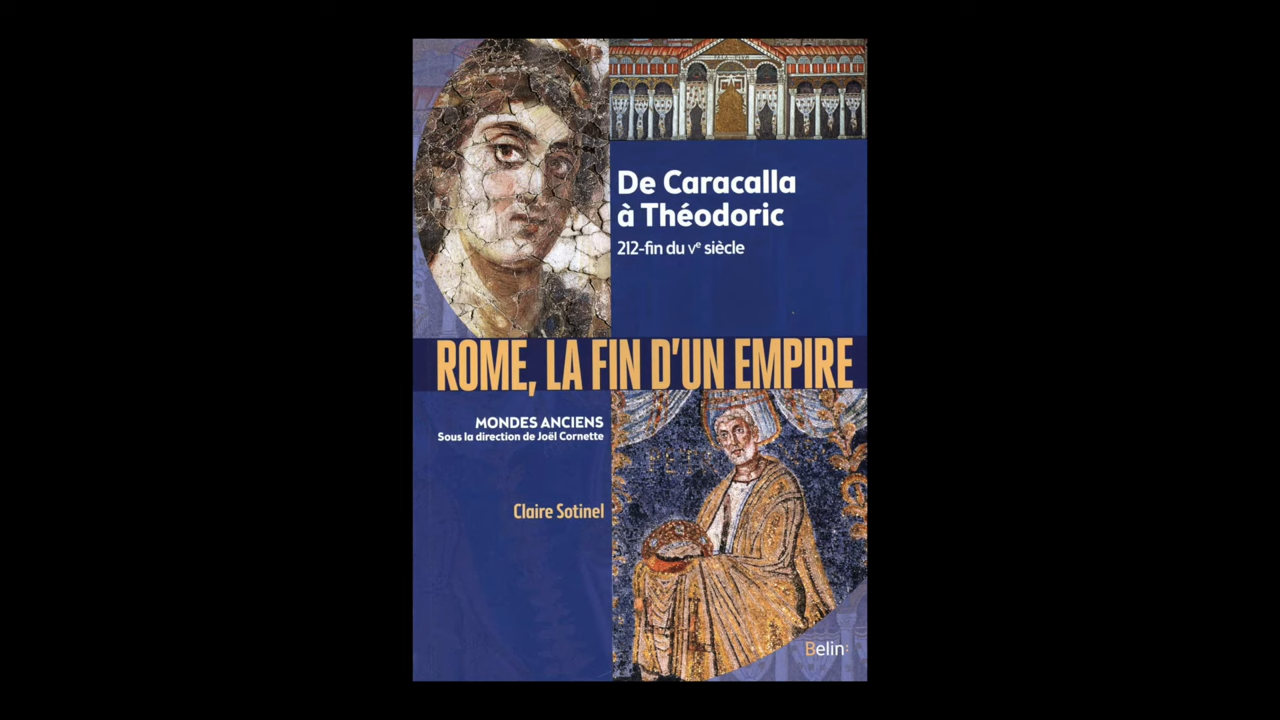 PALATIVM
De Caracalla
à Théodoric
212-fin du Vᵉ siècle
ROME, LA FIN D'UN EMPIRE
MONDES ANCIENS
Sous la direction de Joël Cornette
Claire Sotinel
Belin: